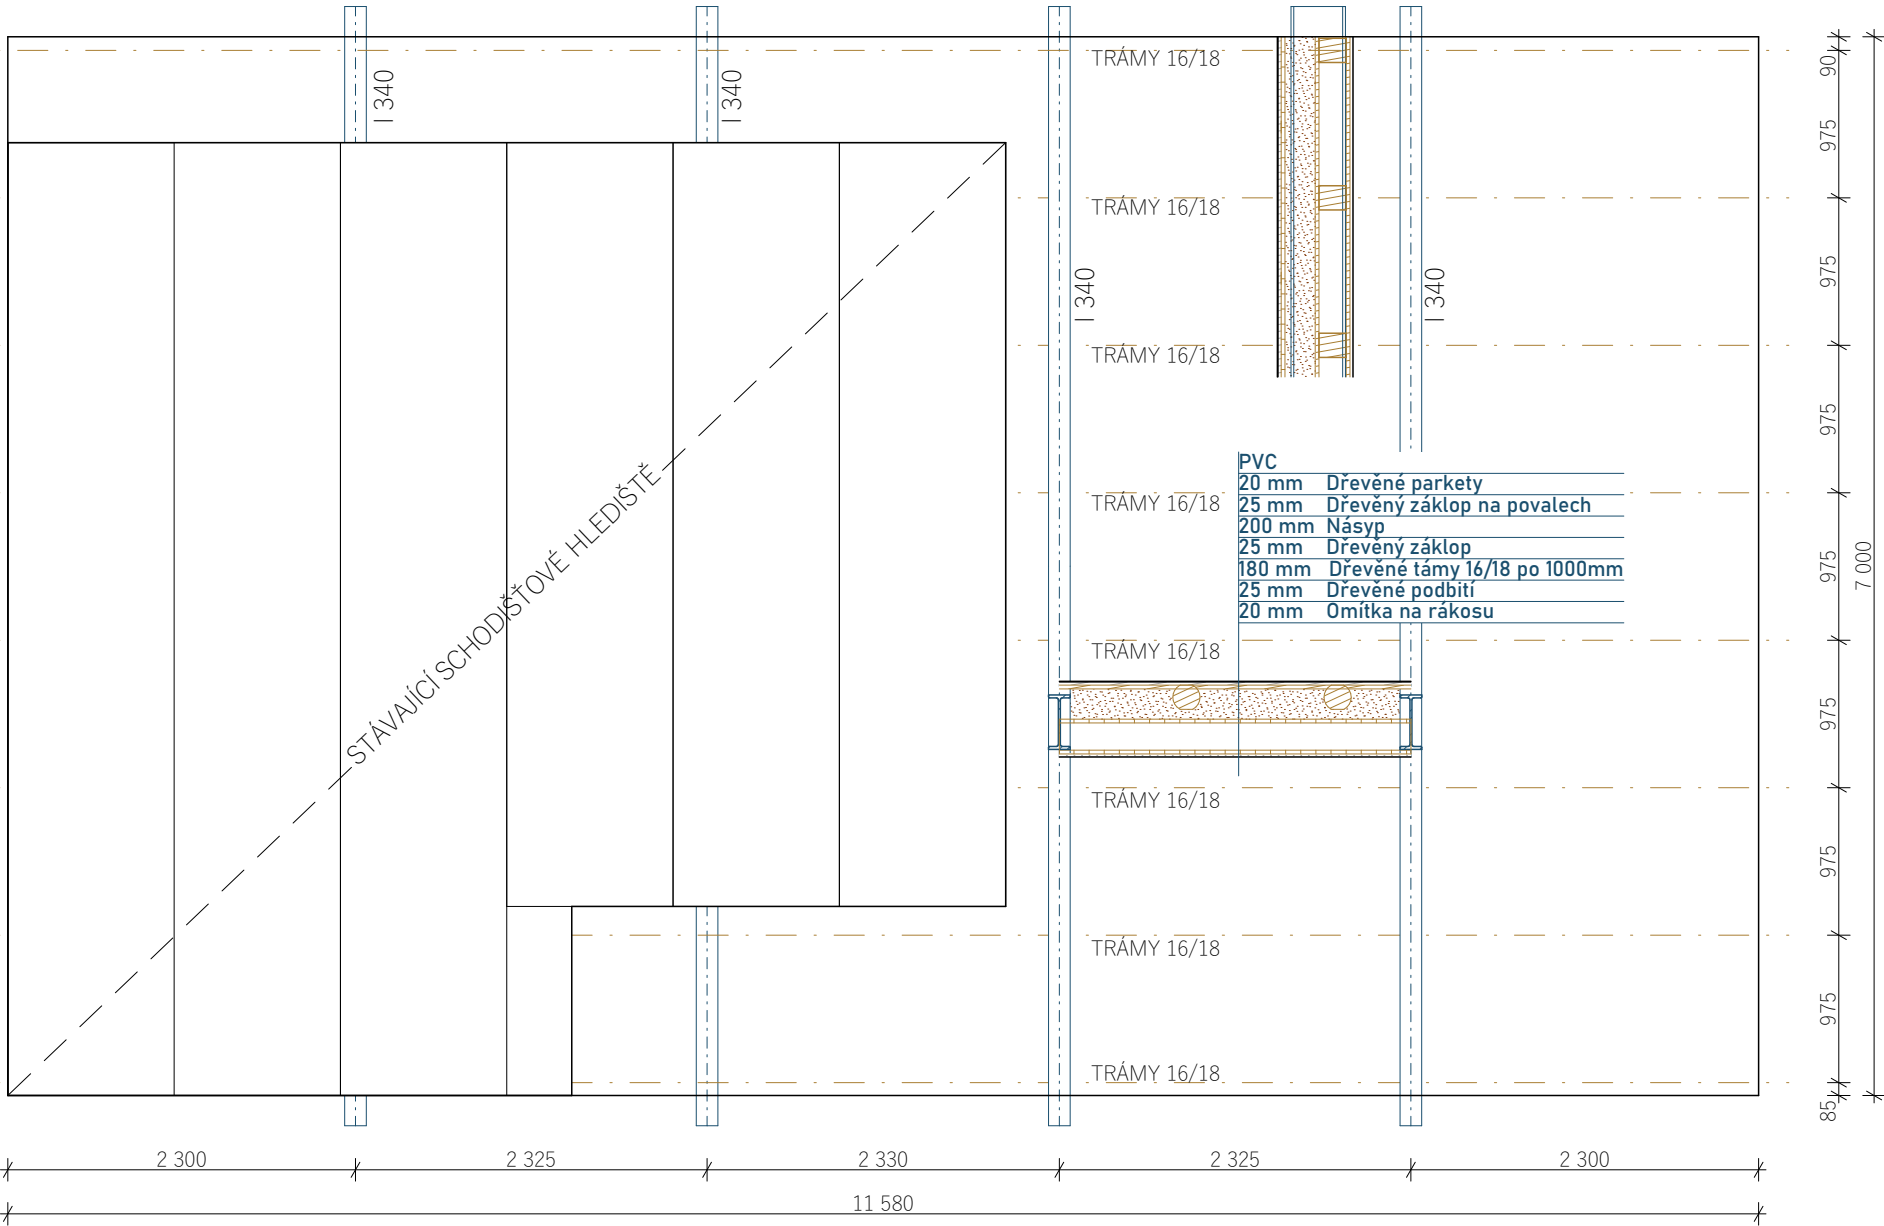 TRÁMY 16/18
I 340
I 340
TRÁMY 16/18
I 340
I 340
TRÁMY 16/18
STÁVAJÍCÍ SCHODIŠŤOVÉ HLEDIŠTĚ
TRÁMY 16/18
PVC
20 mm Dřevěné parkety
25 mm Dřevěný záklop na povalech
200 mm Násyp
25 mm Dřevěný záklop
180 mm Dřevěné támy 16/18 po 1000mm
25 mm Dřevěné podbití
20 mm Omítka na rákosu
TRÁMY 16/18
TRÁMY 16/18
TRÁMY 16/18
TRÁMY 16/18
90
975
975
975
975
975
975
975
85
7 000
2 300
2 325
2 330
2 325
2 300
11 580